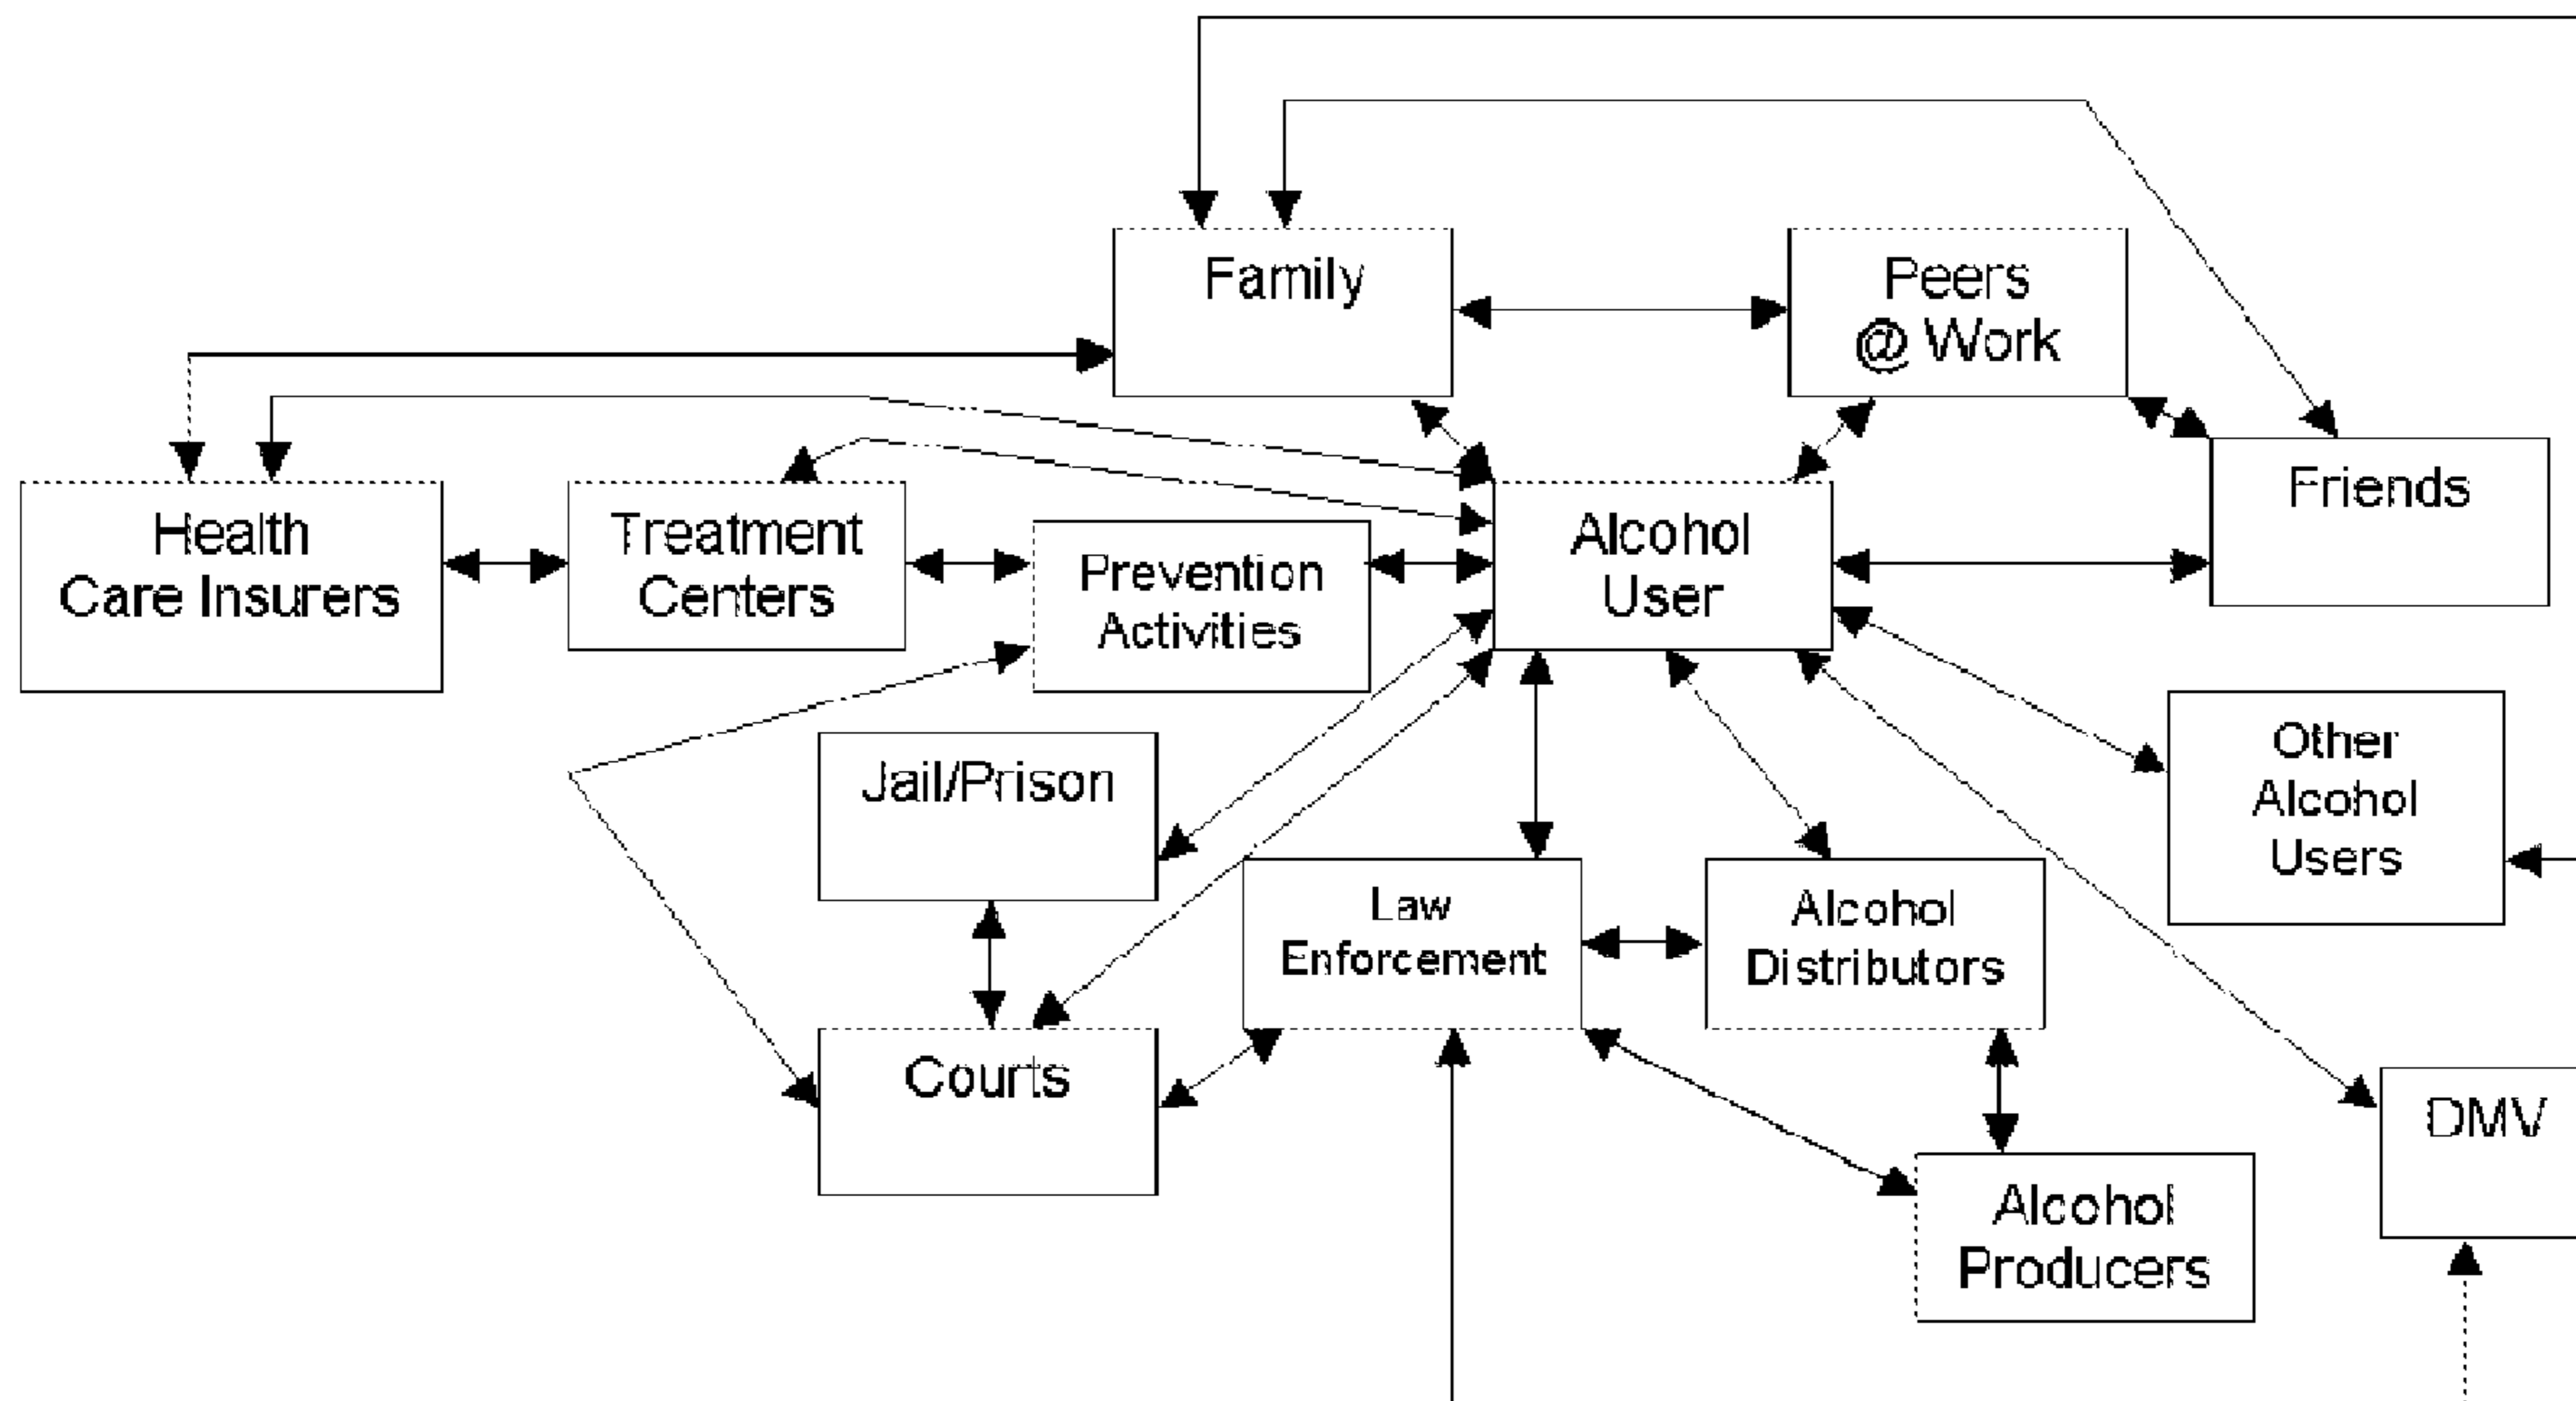 Family
Peers
@ Work
Friends
Health
Care Insurers
Treatment
Centers
Prevention
Activities
Alcohol
User
Other
Alcohol
Users
Jail/Prison
Law
Enforcement
Alcohol
Distributors
Courts
DMV
Alcohol
Producers